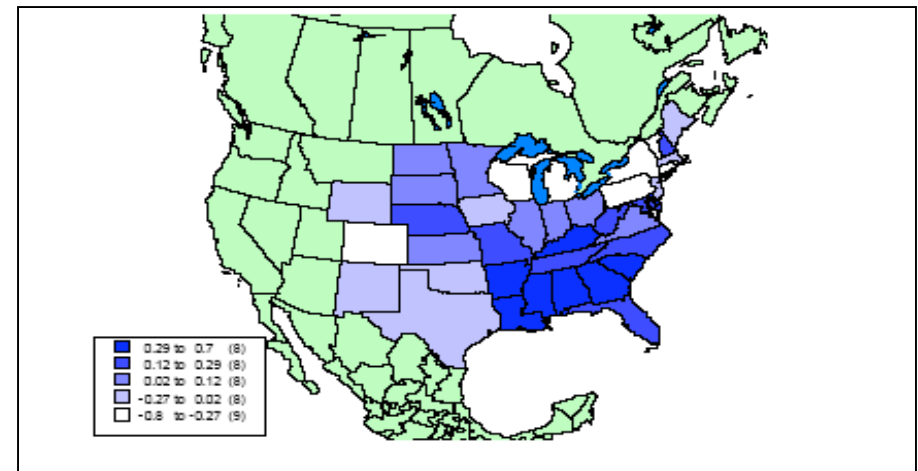 0.29 to 0.7 (8)
0.12 to 0.29 (8)
0.02 to 0.12 (8)
-0.27 to 0.02 (8)
-0.8 to -0.27 (9)